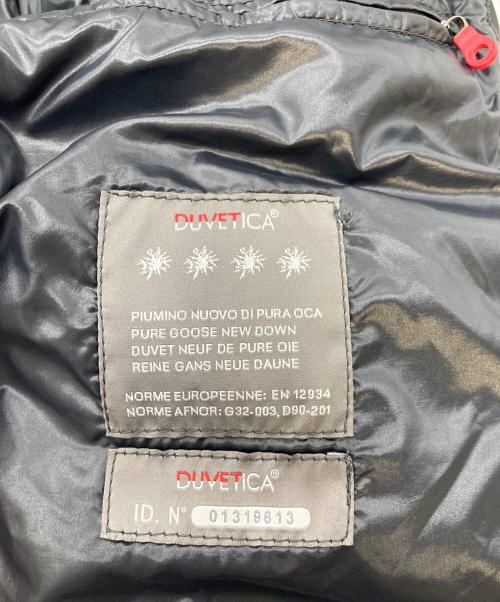 DUVETICA®
PIUMINO NUOVO DI PURA OCA
PURE GOOSE NEW DOWN
DUVET NEUF DE PURE OIE
REINE GANS NEUE DAUNE
NORME EUROPEENNE: EN 12934
NORME AFNOR: G32-003, D90-201
DUVETICA®
ID. N° 01319613